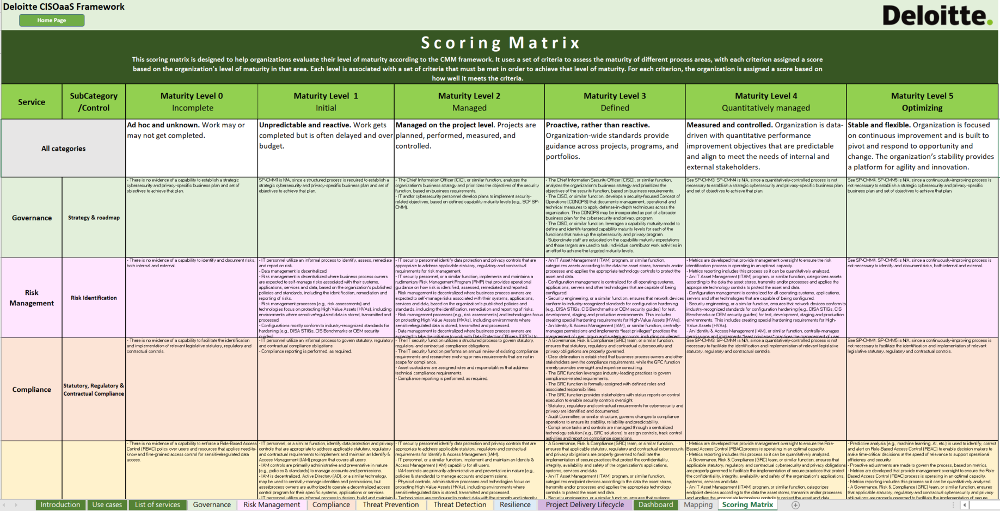 Deloitte CISOaaS Framework
Home Page
Deloitte.
Scoring Matrix
This scoring matrix is designed to help organizations evaluate their level of maturity according to the CMM framework. It uses a set of criteria to assess the maturity of different process areas, with each criterion assigned a score
based on the organization's level of maturity in that area. Each level is associated with a set of criteria that must be met in order to achieve that level of maturity. For each criterion, the organization is assigned a score based on
how well it meets the criteria.
Service
SubCategory
/Control
Maturity Level 0
Incomplete
Maturity Level 1
Initial
Maturity Level 2
Managed
Maturity Level 3
Defined
Maturity Level 4
Quantitatively managed
Maturity Level 5
Optimizing
All categories
Ad hoc and unknown. Work may or
may not get completed.
Unpredictable and reactive. Work gets
completed but is often delayed and over
budget.
Managed on the project level. Projects are
planned, performed, measured, and
controlled.
Proactive, rather than reactive.
Organization-wide standards provide
guidance across projects, programs, and
portfolios.
Measured and controlled. Organization is data-
driven with quantitative performance
improvement objectives that are predictable
and align to meet the needs of internal and
external stakeholders.
Stable and flexible. Organization is focused
on continuous improvement and is built to
pivot and respond to opportunity and
change. The organization's stability provides
a platform for agility and innovation.
Governance
Strategy & roadmap
- There is no evidence of a capability to establish a strategic
cybersecurity and privacy-specific business plan and set of
objectives to achieve that plan.
SP-CMM1 is N/A, since a structured process is required to establish a
strategic cybersecurity and privacy-specific business plan and set of
objectives to achieve that plan.
- The Chief Information Officer (CIO), or similar function, analyzes the
organization's business strategy and prioritizes the objectives of the security
function, based on business requirements.
- IT and/or cybersecurity personnel develop plans to implement security-
related objectives, based on defined capability maturity levels (e.g., SCF SP-
CMM).
- The Chief Information Security Officer (CISO), or similar function,
analyzes the organization's business strategy and prioritizes the
objectives of the security function, based on business requirements.
- The CISO, or similar function, develops a security-focused Concept of
Operations (CONOPS) that documents management, operational and
technical measures to apply defense-in-depth techniques across the
organization. This CONOPS may be incorporated as part of a broader
business plan for the cybersecurity and privacy program.
- The CISO, or similar function, leverages a capability maturity model to
define and identify targeted capability maturity levels for each of the
functions that make up the cybersecurity and privacy program.
- Subordinate staff are educated on the capability maturity expectations
and those targets are used to task individual contributor work activities in
an effort to achieve the targeted maturity levels.
See SP-CMM3. SP-CMM4 is N/A, since a quantitatively-controlled process is not
necessary to establish a strategic cybersecurity and privacy-specific business plan
and set of objectives to achieve that plan.
See SP-CMM4. SP-CMM5 is N/A, since a continuously-improving process is
not necessary to establish a strategic cybersecurity and privacy-specific
business plan and set of objectives to achieve that plan.
Risk
Management
Risk Identification
- There is no evidence of a capability to identify and document risks,
both internal and external.
- IT personnel utilize an informal process to identify, assess, remediate
and report on risk.
- Data management is decentralized.
- Risk management is decentralized where business process owners
are expected to self-manage risks associated with their systems,
applications, services and data, based on the organization's published
policies and standards, including the identification, remediation and
reporting of risks.
- Risk management processes (e.g., risk assessments) and
technologies focus on protecting High Value Assets (HVAs), including
environments where sensitive/regulated data is stored, transmitted and
processed.
- Configurations mostly conform to industry-recognized standards for
hardening (e.g., DISA STIGs, CIS Benchmarks or OEM security
guides)
- IT security personnel identify data protection and privacy controls that are
appropriate to address applicable statutory, regulatory and contractual
requirements for risk management.
- IT security personnel, or a similar function, implements and maintains a
rudimentary Risk Management Program (RMP) that provides operational
guidance on how risk is identified, assessed, remediated and reported.
- Risk management is decentralized where business process owners are
expected to self-manage risks associated with their systems, applications,
services and data, based on the organization's published policies and
standards, including the identification, remediation and reporting of risks.
- Risk management processes (e.g., risk assessments) and technologies focus
on protecting High Value Assets (HVAs), including environments where
sensitive/regulated data is stored, transmitted and processed.
- Data management is decentralized where business process owners are
expected to take the initiative to work with Data Protection Officers (DPOs) to
- An IT Asset Management (ITAM) program, or similar function,
categorizes assets according to the data the asset stores, transmits and/or
processes and applies the appropriate technology controls to protect the
asset and data.
- Configuration management is centralized for all operating systems,
applications, servers and other technologies that are capable of being
configured.
- Security engineering, or a similar function, ensures that network devices
conform to industry-recognized standards for configuration hardening
(e.g., DISA STIGs, CIS Benchmarks or OEM security guides) for test,
development, staging and production environments. This includes
creating special hardening requirements for High-Value Assets (HVAs).
- An Identity & Access Management (IAM), or similar function, centrally-
manages permissions and implements "least privileges" practices the
management of user, group and system accounts, including privileged
- Metrics are developed that provide management oversight to ensure the risk
identification process is operating in an optimal capacity.
- Metrics reporting includes this process so it can be quantitatively analyzed.
- An IT Asset Management (ITAM) program, or similar function, categorizes assets
according to the data the asset stores, transmits and/or processes and applies the
appropriate technology controls to protect the asset and data.
- Configuration management is centralized for all operating systems, applications,
servers and other technologies that are capable of being configured.
- Security engineering, or a similar function, ensures that network devices conform to
industry-recognized standards for configuration hardening (e.g., DISA STIGs, CIS
Benchmarks or OEM security guides) for test, development, staging and production
environments. This includes creating special hardening requirements for High-
Value Assets (HVAs).
- An Identity & Access Management (IAM), or similar function, centrally-manages
permissions and implements "least privileges" practices the management of user,
See SP-CMM4. SP-CMM5 is N/A, since a continuously-improving process is
not necessary to identify and document risks, both internal and external.
Compliance
Statutory, Regulatory &
Contractual Compliance
- There is no evidence of a capability to facilitate the identification
and implementation of relevant legislative statutory, regulatory and
contractual controls.
- IT personnel utilize an informal process to govern statutory, regulatory
and contractual compliance obligations.
- Compliance reporting is performed, as required.
- The IT security function utilizes a structured process to govern statutory,
regulatory and contractual compliance obligations.
- The IT security function performs an annual review of existing compliance
requirements and researches evolving or new requirements that are not in
scope for compliance.
- Asset custodians are assigned roles and responsibilities that address
technical compliance requirements.
- Compliance reporting is performed, as required.
- A Governance, Risk & Compliance (GRC) team, or similar function,
ensures that statutory, regulatory and contractual cybersecurity and
privacy obligations are properly governed.
- Clear delineation is established that business process owners and other
stakeholders own the compliance requirements, while the GRC function
merely provides oversight and expertise consulting.
- The GRC function leverages industry-leading practices to govern
compliance-related requirements.
- The GRC function is formally assigned with defined roles and
associated responsibilities.
- The GRC function provides stakeholders with status reports on control
execution to enable security controls oversight.
- Statutory, regulatory and contractual requirements for cybersecurity and
privacy are identified and documented.
- Audit Committee, or similar structure, governs changes to compliance
operations to ensure its stability, reliability and predictability.
- Compliance tasks and controls are managed through a centralized
technology solution (e.g., GRC solutions) to assign controls, track control
activities and report on compliance operations.
See SP-CMM3. SP-CMM4 is N/A, since a quantitatively-controlled process is not
necessary to facilitate the identification and implementation of relevant legislative
statutory, regulatory and contractual controls.
See SP-CMM4. SP-CMM5 is N/A, since a continuously-improving process is
not necessary to facilitate the identification and implementation of relevant
legislative statutory, regulatory and contractual controls.
- There is no evidence of a capability to enforce a Role-Based Access
Control (RBAC) policy over users and resources that applies need-to-
know and fine-grained access control for sensitive/regulated data
access.
- IT personnel, or a similar function, identify data protection and privacy
controls that are appropriate to address applicable statutory, regulatory
and contractual requirements to implement and maintain an Identity &
Access Management (IAM) program that covers all users.
- IAM controls are primarily administrative and preventative in nature
(e.g., policies & standards) to manage accounts and permissions.
- IAM is decentralized. Active Directory (AD), or a similar technology,
may be used to centrally-manage identities and permissions, but
asset/process owners are authorized to operate a decentralized access
control program for their specific systems, applications or services.
- IT personnel utilize an informal process to design, build and maintain
- IT security personnel identify data protection and privacy controls that are
appropriate to address applicable statutory, regulatory and contractual
requirements for Identity & Access Management (IAM).
- IT personnel, or a similar function, implement and maintain an Identity &
Access Management (IAM) capability for all users.
- IAM controls are primarily administrative and preventative in nature (e.g.,
policies & standards) to manage accounts and permissions.
- Physical controls, administrative processes and technologies focus on
protecting High Value Assets (HVAs), including environments where
sensitive/regulated data is stored, transmitted and processed.
- Technologies are configured to protect data with the strength and integrity
- A Governance, Risk & Compliance (GRC) team, or similar function,
ensures that applicable statutory, regulatory and contractual cybersecurity
and privacy obligations are properly governed to facilitate the
implementation of secure practices that protect the confidentiality,
integrity, availability and safety of the organization's applications,
systems, services and data.
- An IT Asset Management (ITAM) program, or similar function,
categorizes endpoint devices according to the data the asset stores,
transmits and/or processes and applies the appropriate technology
controls to protect the asset and data.
- Security engineering, or a similar function, ensures that systems,
- Metrics are developed that provide management oversight to ensure the Role-
Based Access Control (RBAC)process is operating in an optimal capacity.
- Metrics reporting includes this process so it can be quantitatively analyzed.
- A Governance, Risk & Compliance (GRC) team, or similar function, ensures that
applicable statutory, regulatory and contractual cybersecurity and privacy obligations
are properly governed to facilitate the implementation of secure practices that protect
the confidentiality, integrity, availability and safety of the organization's applications,
systems, services and data.
- An IT Asset Management (ITAM) program, or similar function, categorizes
endpoint devices according to the data the asset stores, transmits and/or processes
and applies the appropriate technology controls to protect the asset and data.
- Predictive analysis (e.g., machine learning, AI, etc.) is used to identify, correct
and alert on Role-Based Access Control (RBAC) to enable decision makers to
make time-critical decisions at the speed of relevance to support operational
efficiency and security.
- Proactive adjustments are made to govern the process, based on metrics.
- Metrics are developed that provide management oversight to ensure the Role-
Based Access Control (RBAC)process is operating in an optimal capacity.
- Metrics reporting includes this process so it can be quantitatively analyzed.
- A Governance, Risk & Compliance (GRC) team, or similar function, ensures
that applicable statutory, regulatory and contractual cybersecurity and privacy
obligations are properly governed to facilitate the implementation of secure
Introduction
Use cases
List of services
Governance
Risk Management
Compliance
Threat Prevention
Threat Detection
Resilience
Project Delivery Lifecycle
Dashboard
Mapping
Scoring Matrix